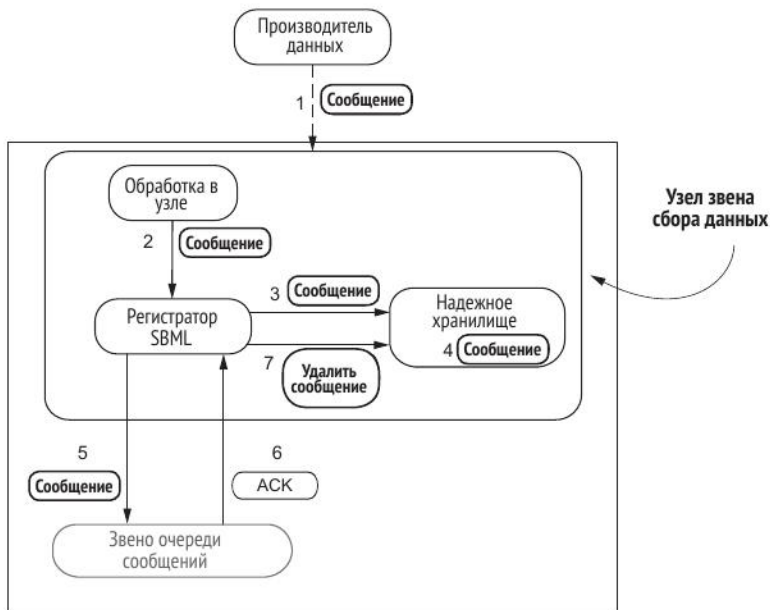 Производитель
данных
1
Сообщение
Обработка в
узле
Узел звена
сбора данных
2
Сообщение
3
Сообщение
Регистратор
SBML
Надежное
хранилище
4
Сообщение
7
Удалить
сообщение
5
Сообщение
6
ACK
Звено очереди
сообщений